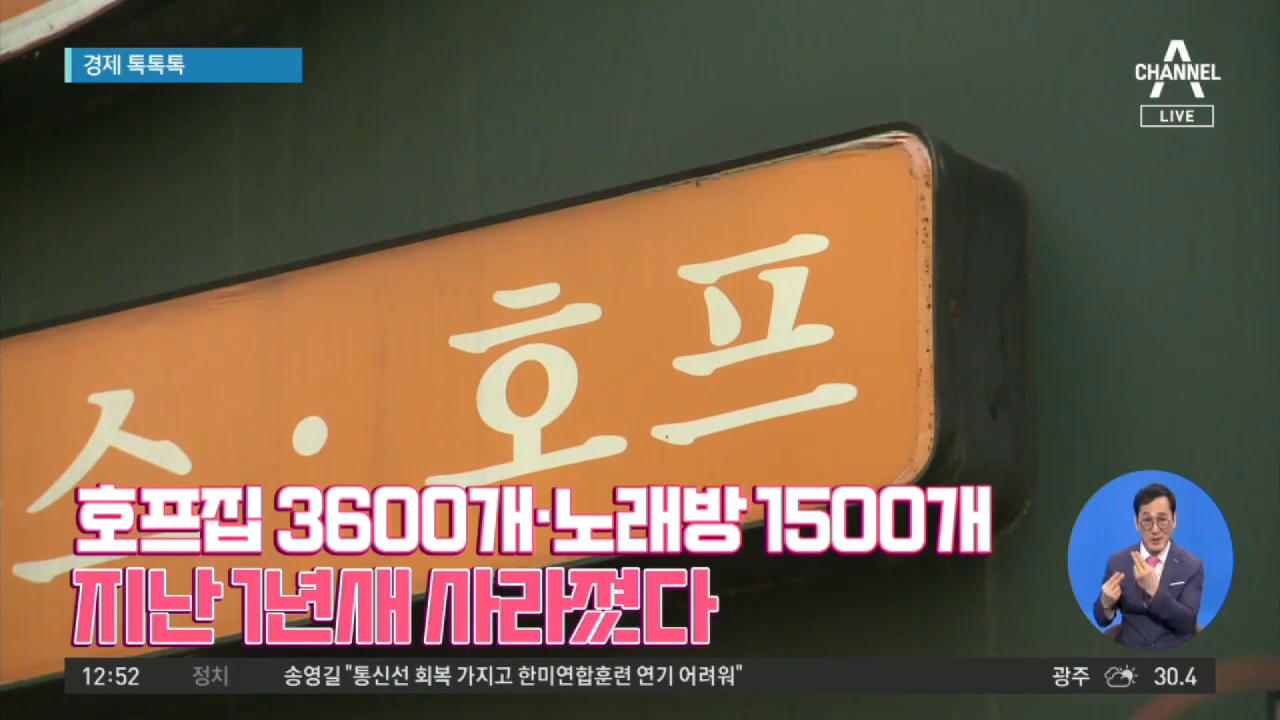 경제 톡톡톡
CHANNEL A
LIVE
스·호프
호프집 3600개·노래방 1500개
지난 1년새 사라졌다
12:52 정치 송영길 "통신선 회복 가지고 한미연합훈련 연기 어려워" 광주 30.4